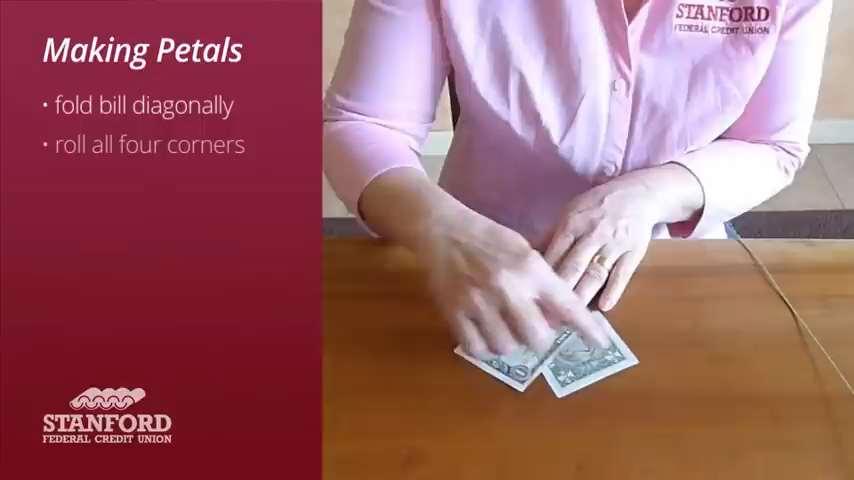 Making Petals
• fold bill diagonally
• roll all four corners
STANFORD
FEDERAL CREDIT UNION
STANFORD
FEDERAL CREDIT UNION